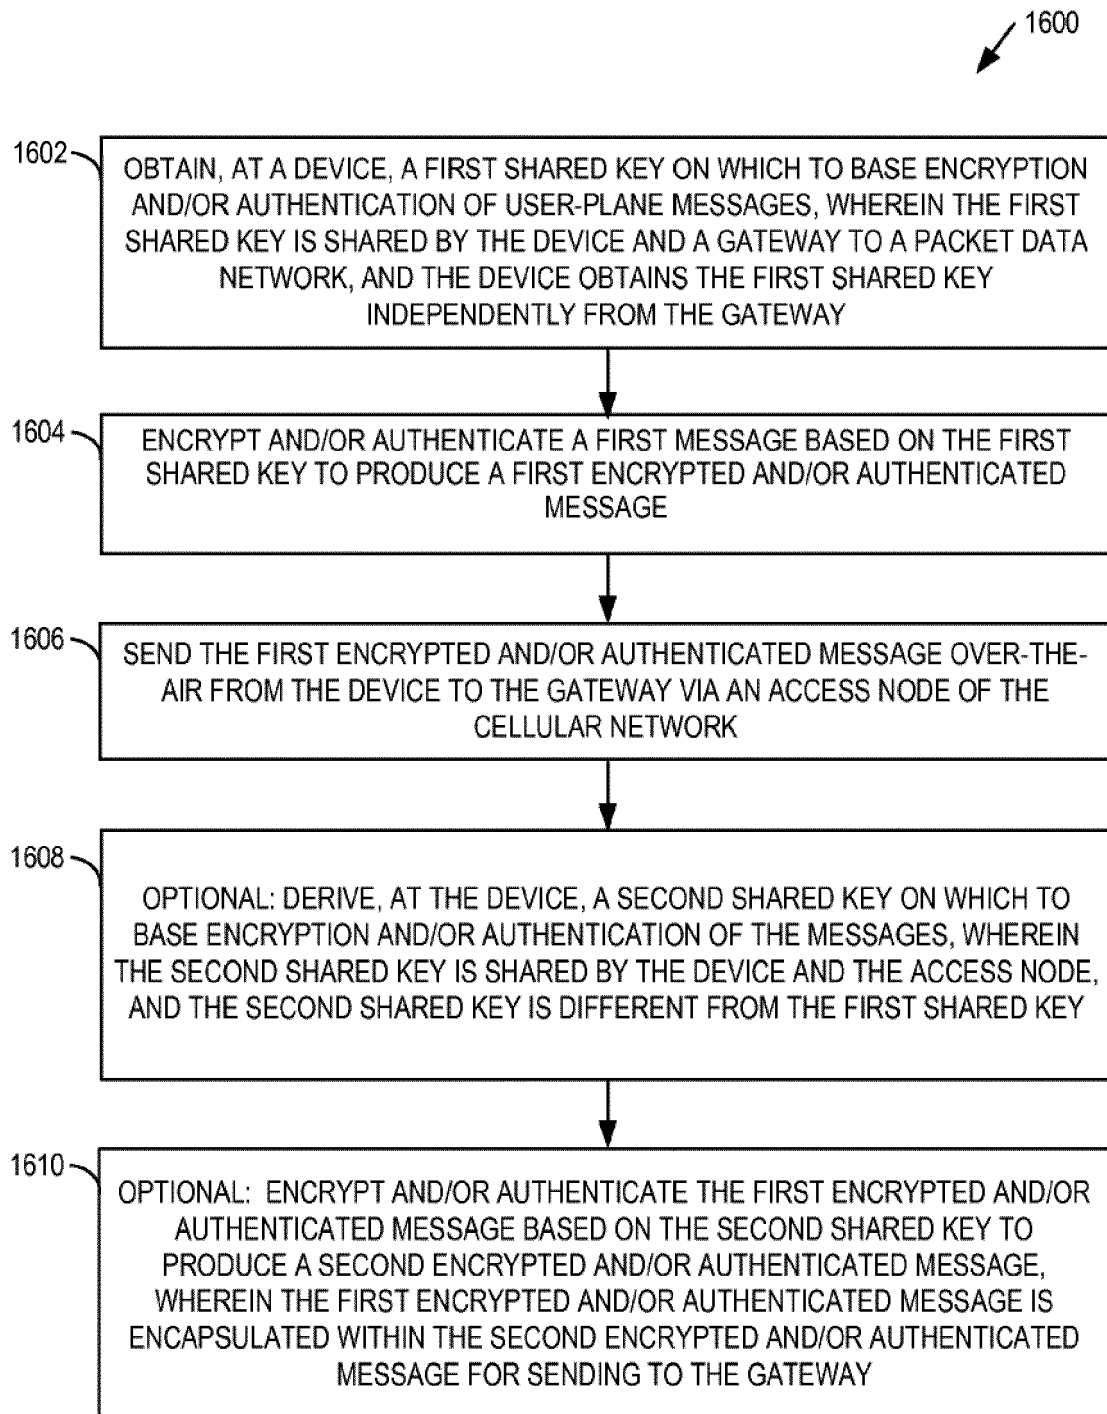 1600
1602
OBTAIN, AT A DEVICE, A FIRST SHARED KEY ON WHICH TO BASE ENCRYPTION
AND/OR AUTHENTICATION OF USER-PLANE MESSAGES, WHEREIN THE FIRST
SHARED KEY IS SHARED BY THE DEVICE AND A GATEWAY TO A PACKET DATA
NETWORK, AND THE DEVICE OBTAINS THE FIRST SHARED KEY
INDEPENDENTLY FROM THE GATEWAY
1604
ENCRYPT AND/OR AUTHENTICATE A FIRST MESSAGE BASED ON THE FIRST
SHARED KEY TO PRODUCE A FIRST ENCRYPTED AND/OR AUTHENTICATED
MESSAGE
1606
SEND THE FIRST ENCRYPTED AND/OR AUTHENTICATED MESSAGE OVER-THE-
AIR FROM THE DEVICE TO THE GATEWAY VIA AN ACCESS NODE OF THE
CELLULAR NETWORK
1608
OPTIONAL: DERIVE, AT THE DEVICE, A SECOND SHARED KEY ON WHICH TO
BASE ENCRYPTION AND/OR AUTHENTICATION OF THE MESSAGES, WHEREIN
THE SECOND SHARED KEY IS SHARED BY THE DEVICE AND THE ACCESS NODE,
AND THE SECOND SHARED KEY IS DIFFERENT FROM THE FIRST SHARED KEY
1610
OPTIONAL: ENCRYPT AND/OR AUTHENTICATE THE FIRST ENCRYPTED AND/OR
AUTHENTICATED MESSAGE BASED ON THE SECOND SHARED KEY TO
PRODUCE A SECOND ENCRYPTED AND/OR AUTHENTICATED MESSAGE,
WHEREIN THE FIRST ENCRYPTED AND/OR AUTHENTICATED MESSAGE IS
ENCAPSULATED WITHIN THE SECOND ENCRYPTED AND/OR AUTHENTICATED
MESSAGE FOR SENDING TO THE GATEWAY